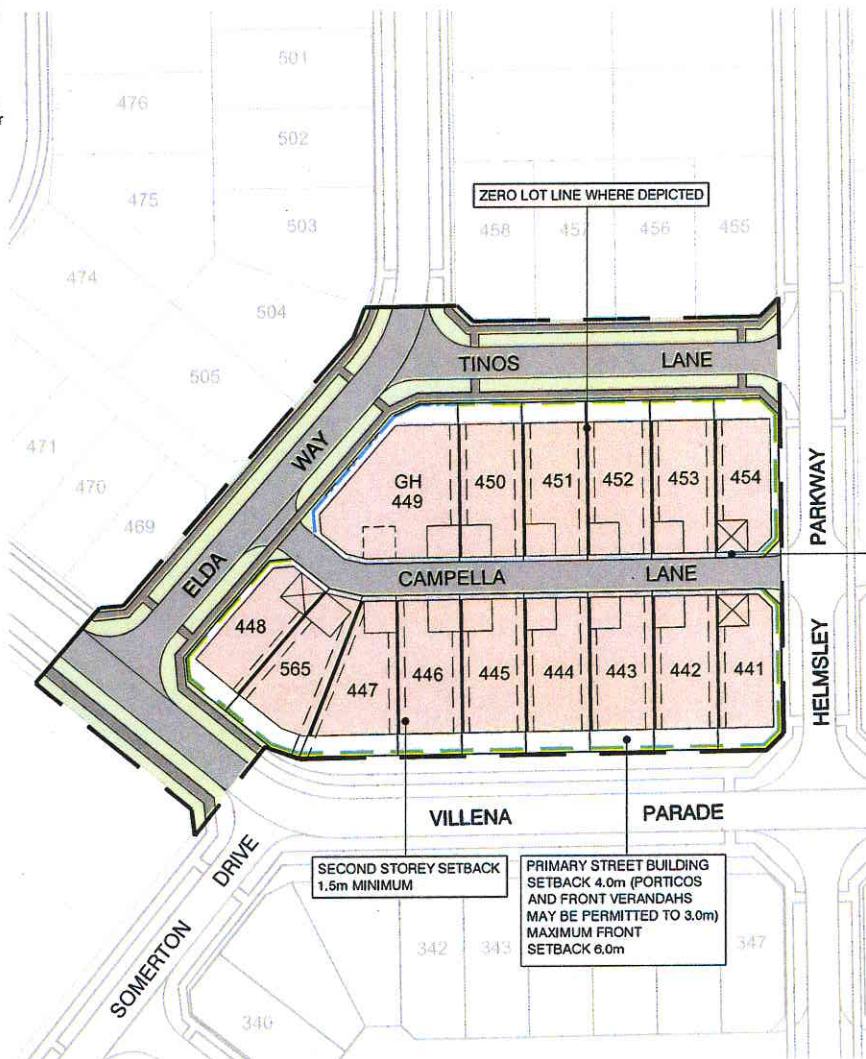 501
476
r
502
475
ZERO LOT LINE WHERE DEPICTED
503
458
457
456
455
474
504
TINOS LANE
505
471
WAY
470
GH
449
450
451
452
453
454
PARKWAY
469
ELDA
CAMPELLA LANE
448
565
447
446
445
444
443
442
441
HELMSLEY
VILLENA PARADE
SOMERTON DRIVE
SECOND STOREY SETBACK
1.5m MINIMUM
PRIMARY STREET BUILDING
SETBACK 4.0m (PORTICOS
AND FRONT VERANDAHS
MAY BE PERMITTED TO 3.0m)
MAXIMUM FRONT
SETBACK 6.0m
342
343
347
340